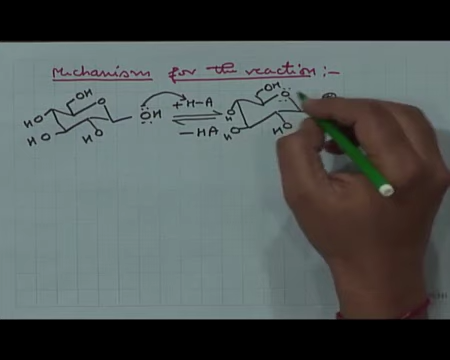 Mechanism for the reaction :-
OH
O
HO
HO
HO
OH
+ H-A
- HA
OH
O
HO
HO
HO